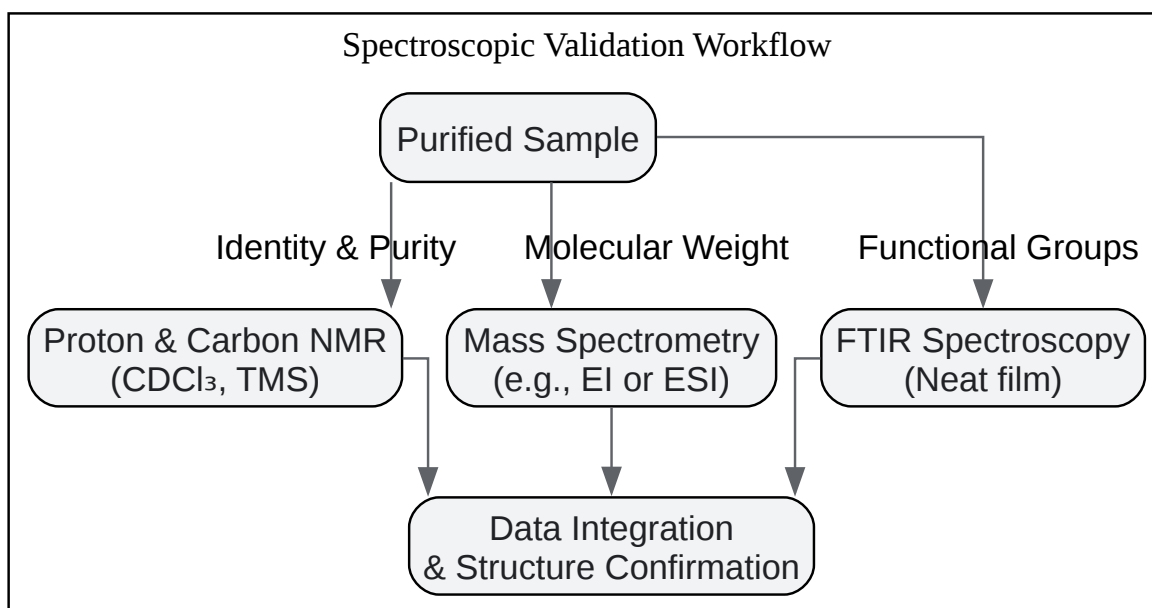 Spectroscopic Validation Workflow
Purified Sample
Identity & Purity
Molecular Weight
Functional Groups
Proton & Carbon NMR
(CDCl₃, TMS)
Mass Spectrometry
(e.g., EI or ESI)
FTIR Spectroscopy
(Neat film)
Data Integration
& Structure Confirmation